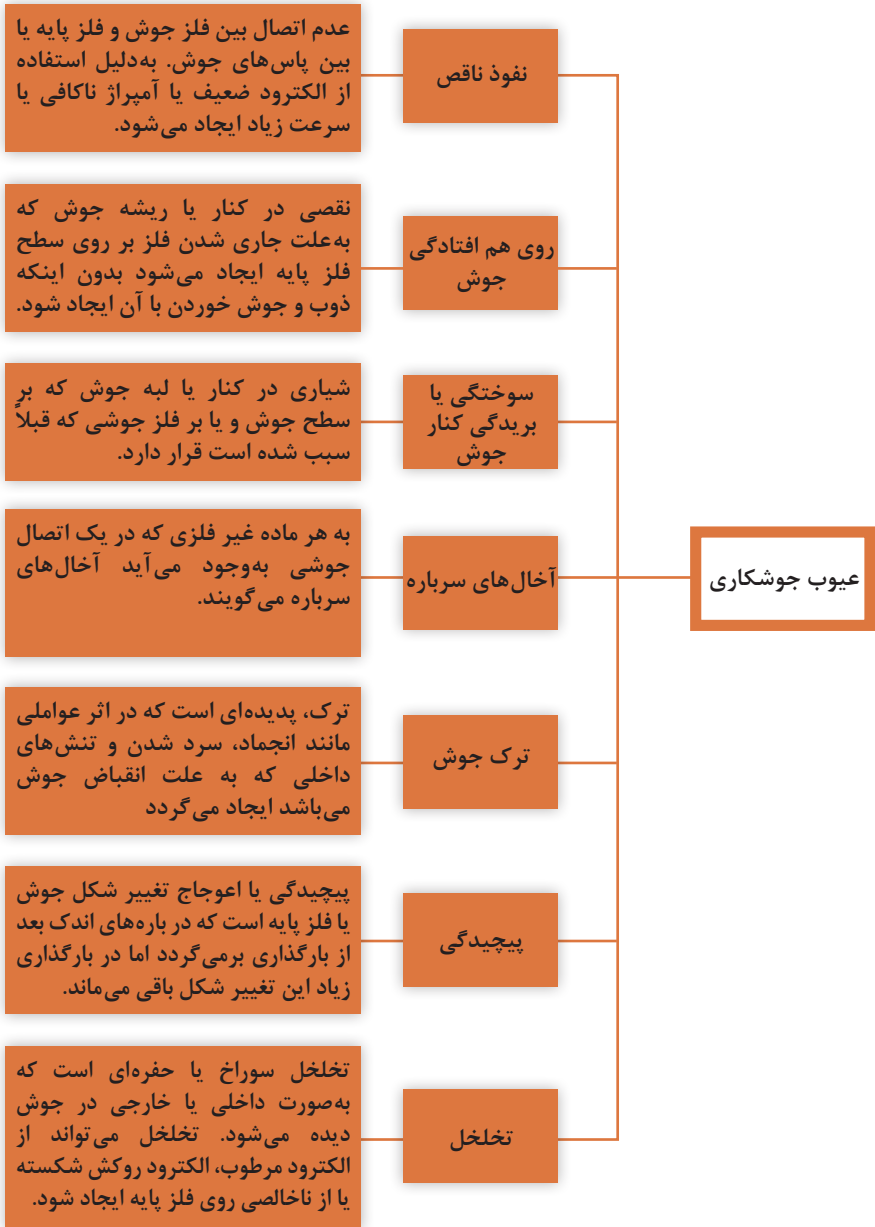 عیوب جوشکاری
نفوذ ناقص
عدم اتصال بین فلز جوش و فلز پایه یا
بین پاس‌های جوش. به‌دلیل استفاده
از الکترود ضعیف یا آمپراژ ناکافی یا
سرعت زیاد ایجاد می‌شود.
روی هم افتادگی
جوش
نقصی در کنار یا ریشه جوش که
به‌علت جاری شدن فلز بر روی سطح
فلز پایه ایجاد می‌شود بدون اینکه
ذوب و جوش خوردن با آن ایجاد شود.
سوختگی یا
بریدگی کنار
جوش
شیاری در کنار یا لبه جوش که بر
سطح جوش و یا بر فلز جوشی که قبلاً
سبب شده است قرار دارد.
آخال‌های سرباره
به هر ماده غیر فلزی که در یک اتصال
جوشی به‌وجود می‌آید آخال‌های
سرباره می‌گویند.
ترک جوش
ترک، پدیده‌ای است که در اثر عواملی
مانند انجماد، سرد شدن و تنش‌های
داخلی که به علت انقباض جوش
می‌باشد ایجاد می‌گردد
پیچیدگی
پیچیدگی یا اعوجاج تغییر شکل جوش
یا فلز پایه است که در باره‌های اندک بعد
از بارگذاری برمی‌گردد اما در بارگذاری
زیاد این تغییر شکل باقی می‌ماند.
تخلخل
تخلخل سوراخ یا حفره‌ای است که
به‌صورت داخلی یا خارجی در جوش
دیده می‌شود. تخلخل می‌تواند از
الکترود مرطوب، الکترود روکش شکسته
یا از ناخالصی روی فلز پایه ایجاد شود.